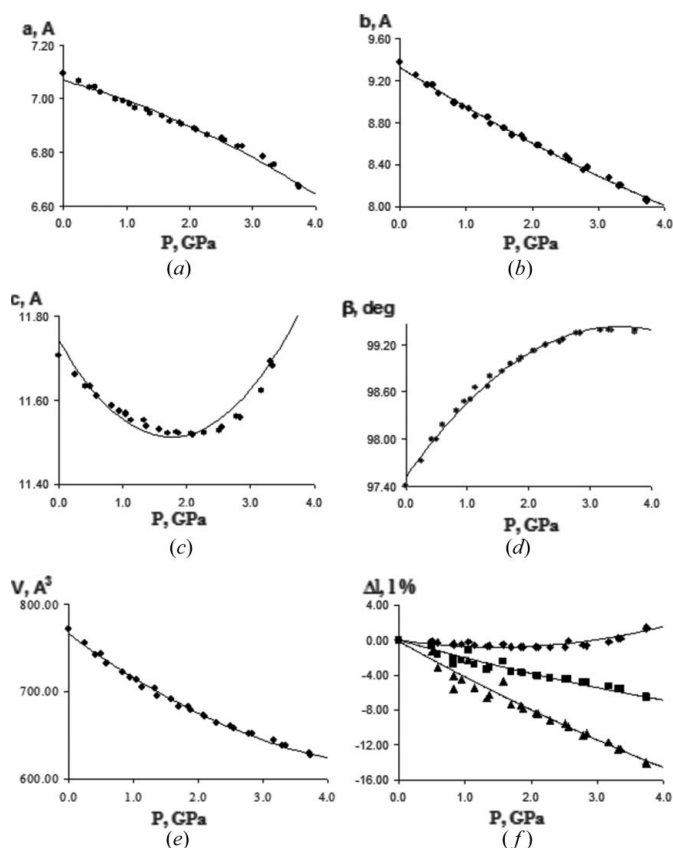 a, A
7.20
7.00
6.80
6.60
0.0 1.0 2.0 3.0 4.0
P, GPa
(a)
b, A
9.60
9.20
8.80
8.40
8.00
0.0 1.0 2.0 3.0 4.0
P, GPa
(b)
c, A
11.80
11.60
11.40
0.0 1.0 2.0 3.0 4.0
P, GPa
(c)
β, deg
99.20
98.60
98.00
97.40
0.0 1.0 2.0 3.0 4.0
P, GPa
(d)
V, A³
800.00
700.00
600.00
0.0 1.0 2.0 3.0 4.0
P, GPa
(e)
Δl, 1%
4.00
0.00
-4.00
-8.00
-12.00
-16.00
0.0 1.0 2.0 3.0 4.0
P, GPa
(f)